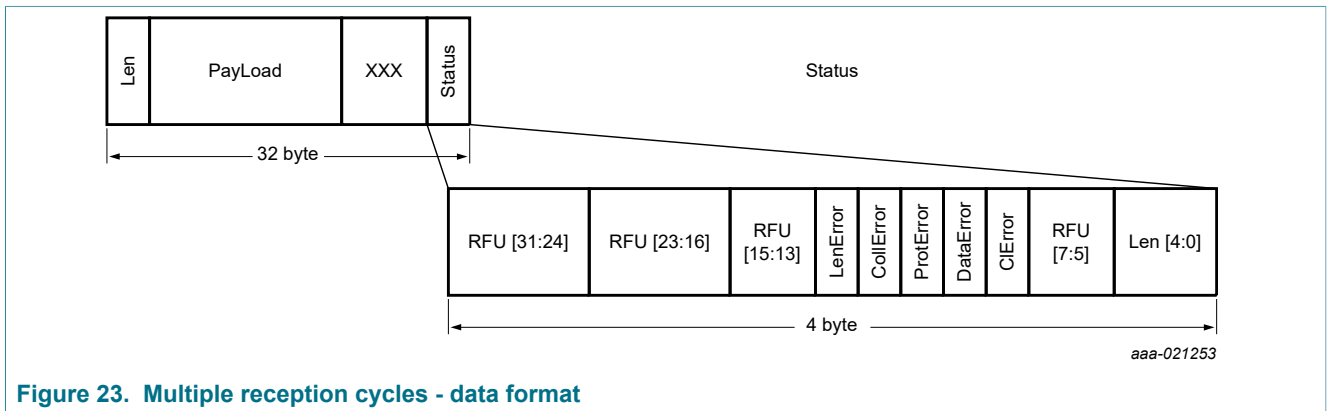 Len
PayLoad
XXX
Status
Status
32 byte
RFU [31:24]
RFU [23:16]
RFU
[15:13]
LenError
CollError
ProtError
DataError
ClError
RFU
[7:5]
Len [4:0]
4 byte
aaa-021253
Figure 23. Multiple reception cycles - data format